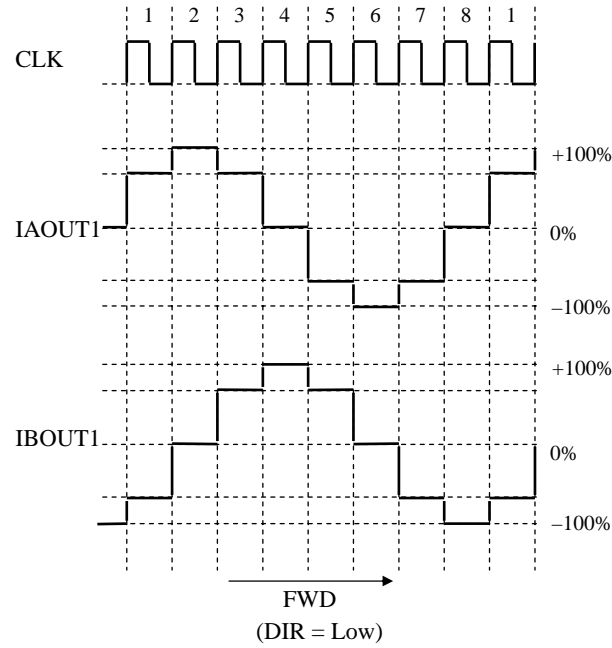 1 2 3 4 5 6 7 8 1
CLK
+100%
IAOUT1
0%
−100%
+100%
IBOUT1
0%
−100%
FWD
(DIR = Low)